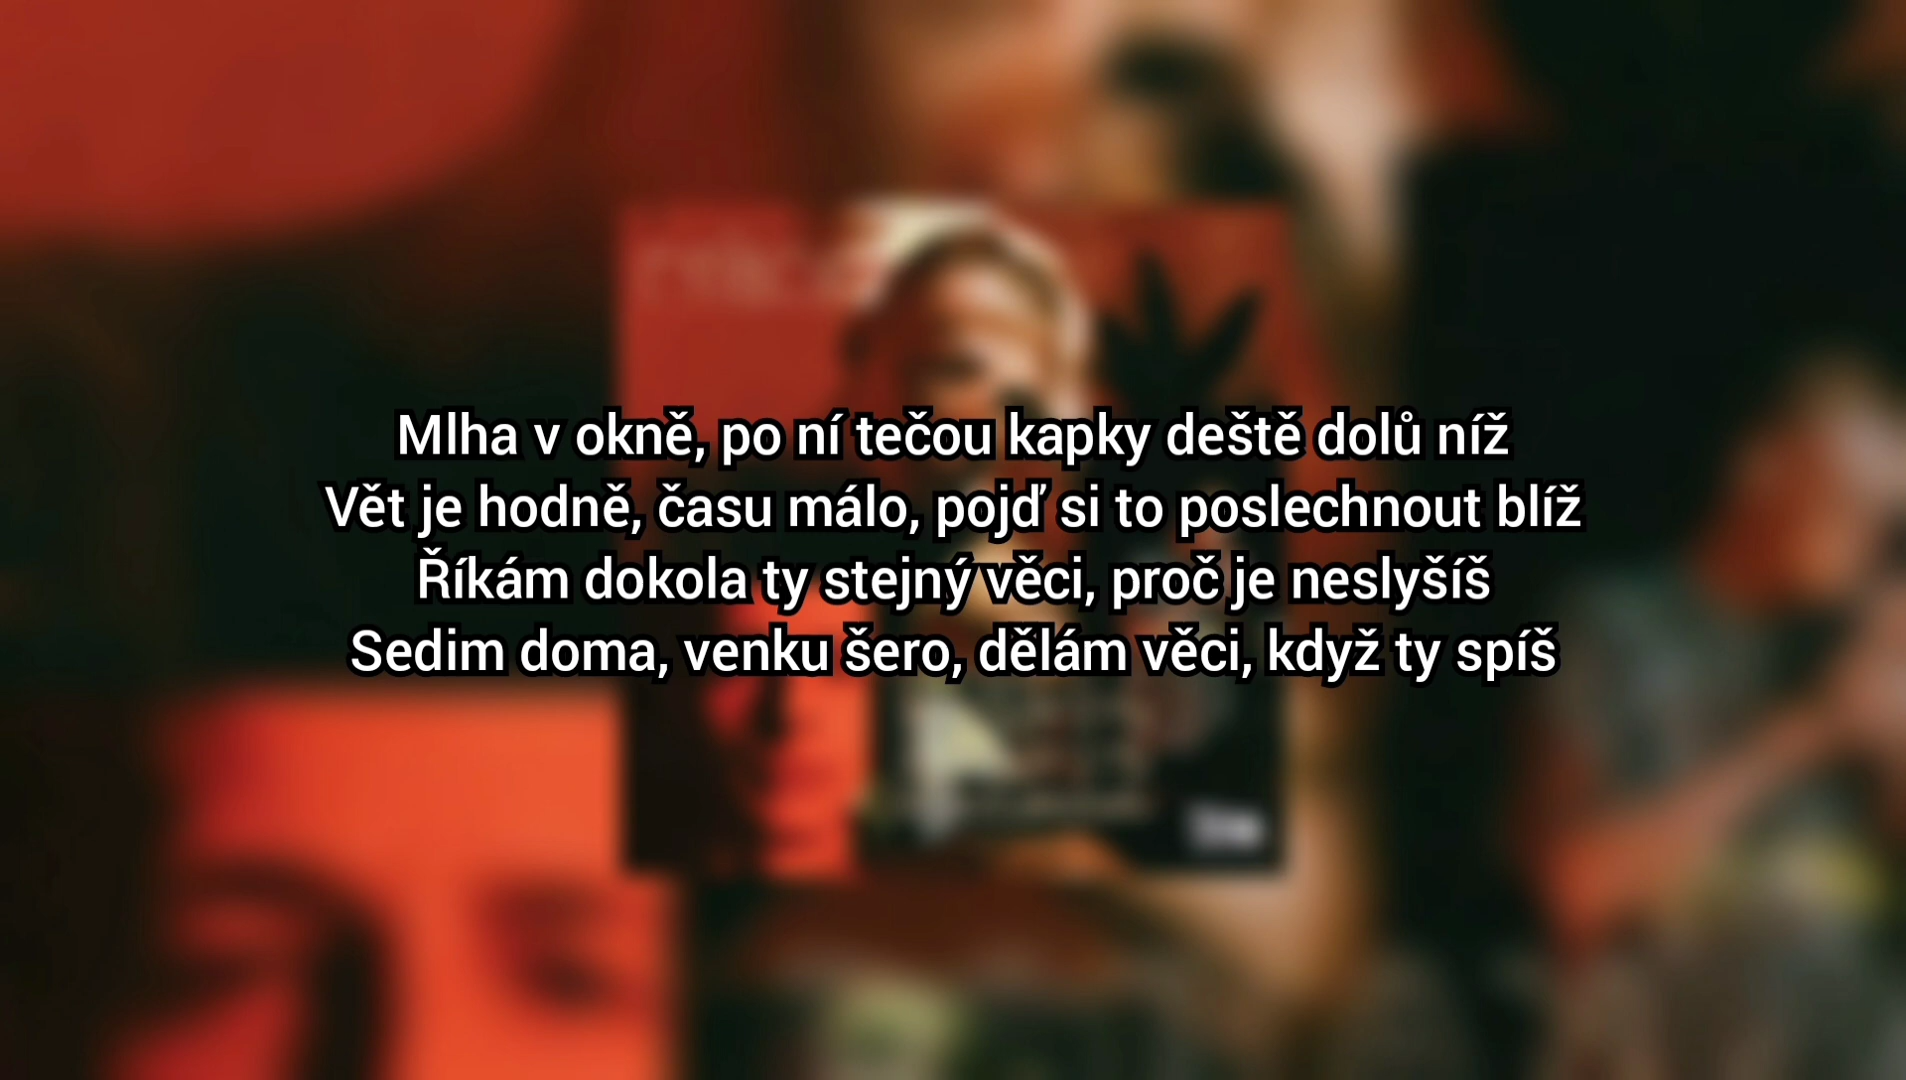 Mlha v okně, po ní tečou kapky deště dolů níž
Vět je hodně, času málo, pojď si to poslechnout blíž
Říkám dokola ty stejný věci, proč je neslyšíš
Sedim doma, venku šero, dělám věci, když ty spíš